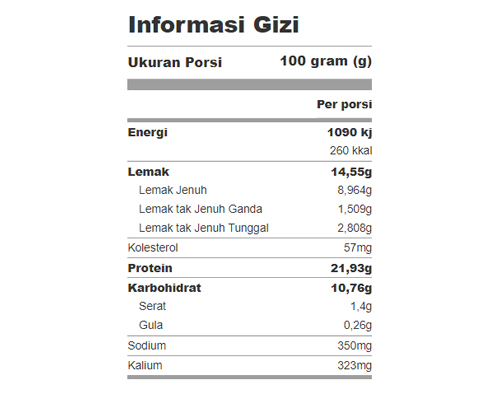 Informasi Gizi
Ukuran Porsi 100 gram (g)
Per porsi
Energi 1090 kj
260 kkal
Lemak 14,55g
Lemak Jenuh 8,964g
Lemak tak Jenuh Ganda 1,509g
Lemak tak Jenuh Tunggal 2,808g
Kolesterol 57mg
Protein 21,93g
Karbohidrat 10,76g
Serat 1,4g
Gula 0,26g
Sodium 350mg
Kalium 323mg